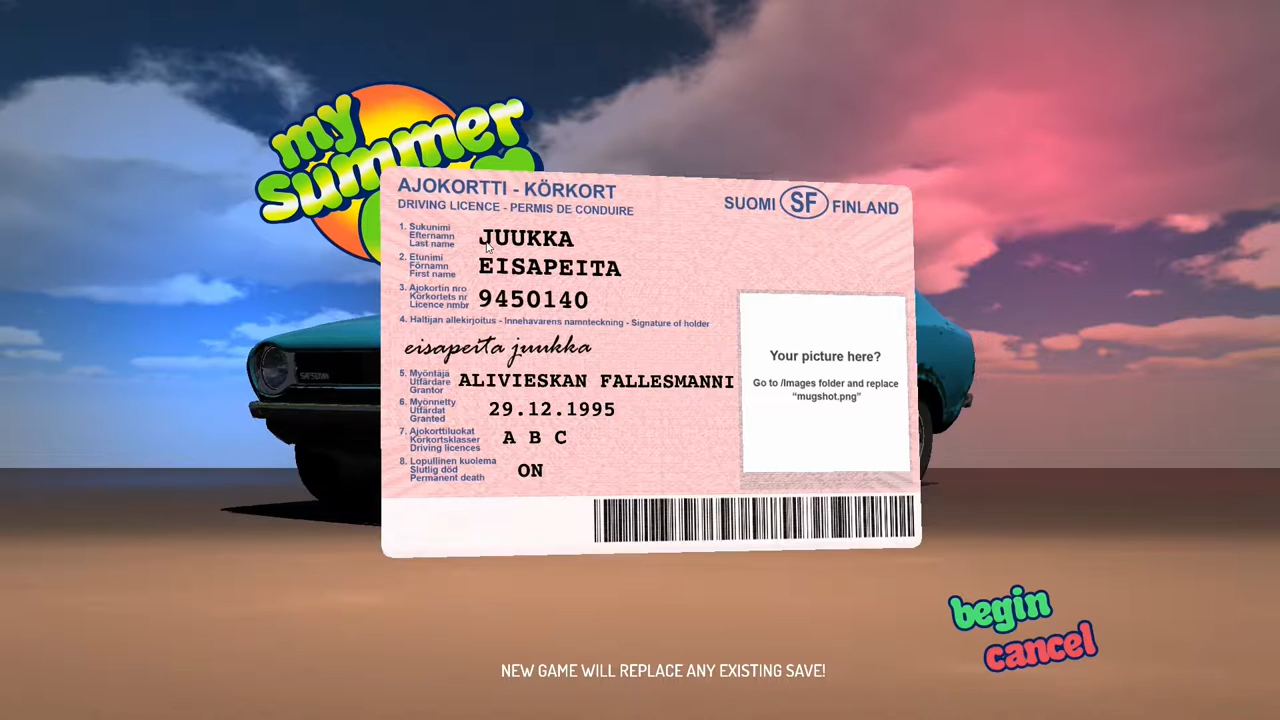 my
summer
AJOKORTTI - KÖRKORT
DRIVING LICENCE - PERMIS DE CONDUIRE
SUOMI SF FINLAND
1. Sukunimi
Efternamn
Last name
JUUKKA
2. Etunimi
Förnamn
First name
EISAPEITA
3. Ajokortin nro
Körkortets nr
Licence nmbr
9450140
4. Haltijan allekirjoitus - Innehavarens namnteckning - Signature of holder
eisapeita juukka
5. Myöntäjä
Utfärdare
Grantor
ALIVIESKAN FALLESMANNI
6. Myönnetty
Utfärdat
Granted
29.12.1995
7. Ajokorttiluokat
Körkortsklasser
Driving licences
A B C
8. Lopullinen kuolema
Slutlig död
Permanent death
ON
Your picture here?
Go to /Images folder and replace
"mugshot.png"
SATSUMA
begin
cancel
NEW GAME WILL REPLACE ANY EXISTING SAVE!